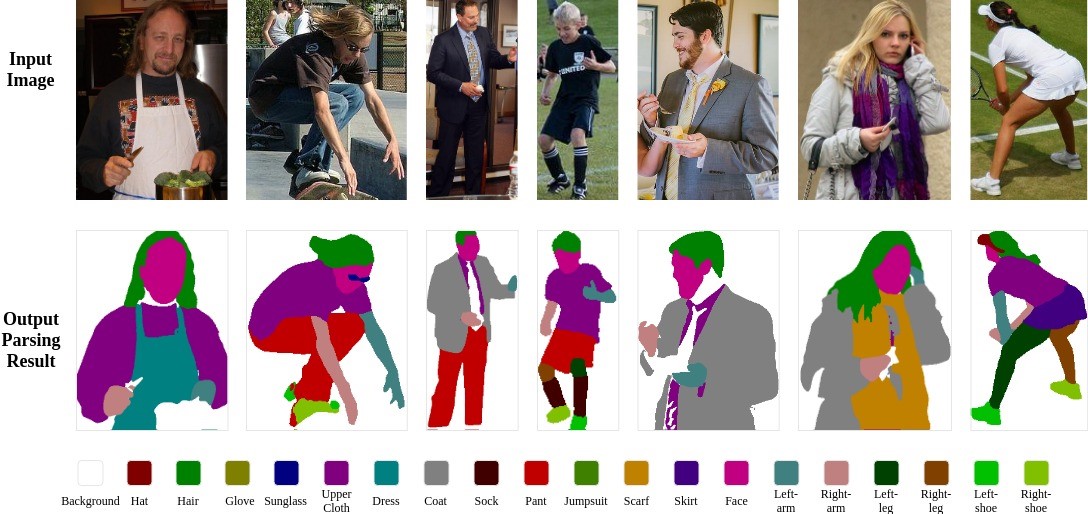 Input
Image
UNITED
Output
Parsing
Result
Background
Hat
Hair
Glove
Sunglass
Upper
Cloth
Dress
Coat
Sock
Pant
Jumpsuit
Scarf
Skirt
Face
Left-
arm
Right-
arm
Left-
leg
Right-
leg
Left-
shoe
Right-
shoe